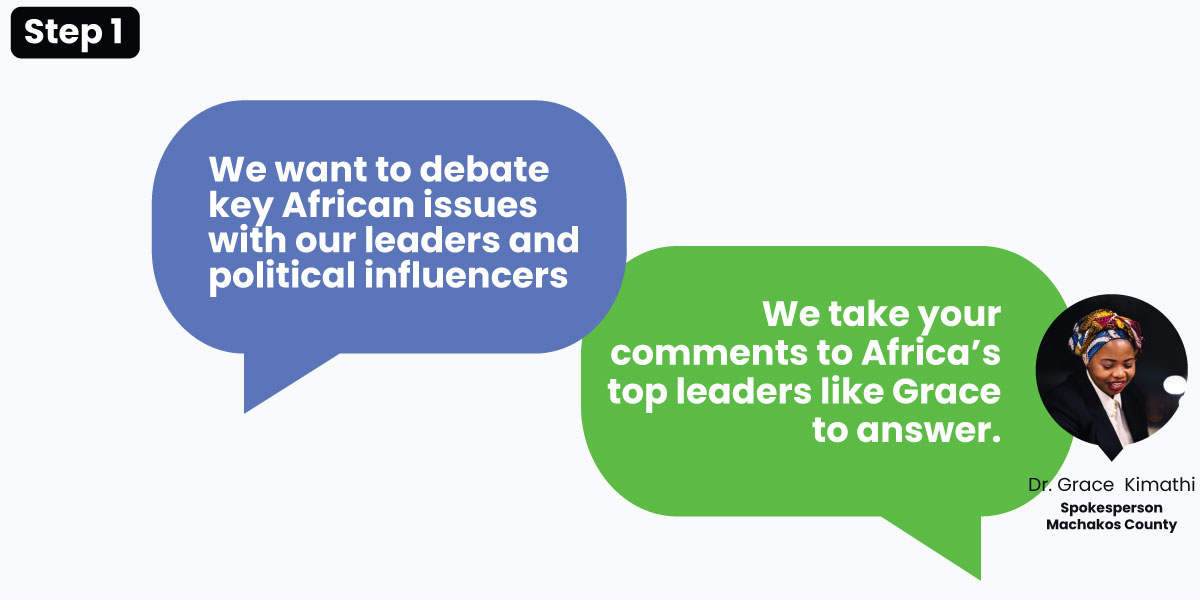 Step 1
We want to debate
key African issues
with our leaders and
political influencers
We take your
comments to Africa’s
top leaders like Grace
to answer.
Dr. Grace  Kimathi
Spokesperson
Machakos County